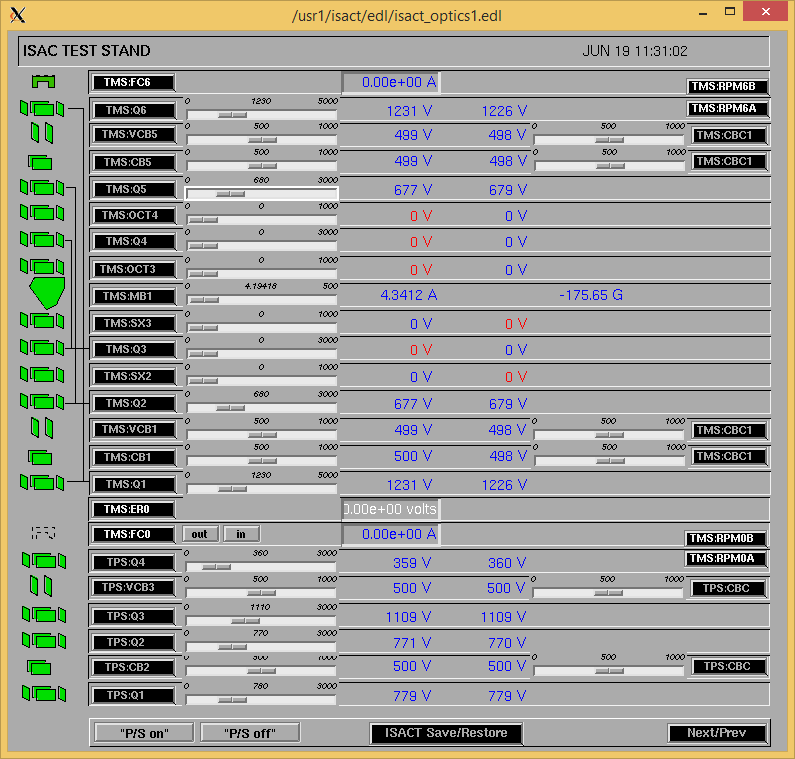 /usr1/isact/edl/isact_optics1.edl
ISAC TEST STAND JUN 19 11:31:02
TMS:FC6 0.00e+00 A TMS:RPM6B
TMS:Q6 0 1230 5000 1231 V 1226 V TMS:RPM6A
TMS:VCB5 0 500 1000 499 V 498 V 0 500 1000 TMS:CBC1
TMS:CB5 0 500 1000 499 V 498 V 0 500 1000 TMS:CBC1
TMS:Q5 0 680 3000 677 V 679 V
TMS:OCT4 0 0 1000 0 V 0 V
TMS:Q4 0 0 3000 0 V 0 V
TMS:OCT3 0 0 1000 0 V 0 V
TMS:MB1 0 4.19418 500 4.3412 A -175.65 G
TMS:SX3 0 0 1000 0 V 0 V
TMS:Q3 0 0 3000 0 V 0 V
TMS:SX2 0 0 1000 0 V 0 V
TMS:Q2 0 680 3000 677 V 679 V
TMS:VCB1 0 500 1000 499 V 498 V 0 500 1000 TMS:CBC1
TMS:CB1 0 500 1000 500 V 498 V 0 500 1000 TMS:CBC1
TMS:Q1 0 1230 5000 1231 V 1226 V
TMS:ER0 0.00e+00 volts
TMS:FC0 out in 0.00e+00 A TMS:RPM0B
TPS:Q4 0 360 3000 359 V 360 V TMS:RPM0A
TPS:VCB3 0 500 1000 500 V 500 V 0 500 1000 TPS:CBC
TPS:Q3 0 1110 3000 1109 V 1109 V
TPS:Q2 0 770 3000 771 V 770 V
TPS:CB2 0 500 1000 500 V 500 V 0 500 1000 TPS:CBC
TPS:Q1 0 780 3000 779 V 779 V
"P/S on" "P/S off" ISACT Save/Restore Next/Prev